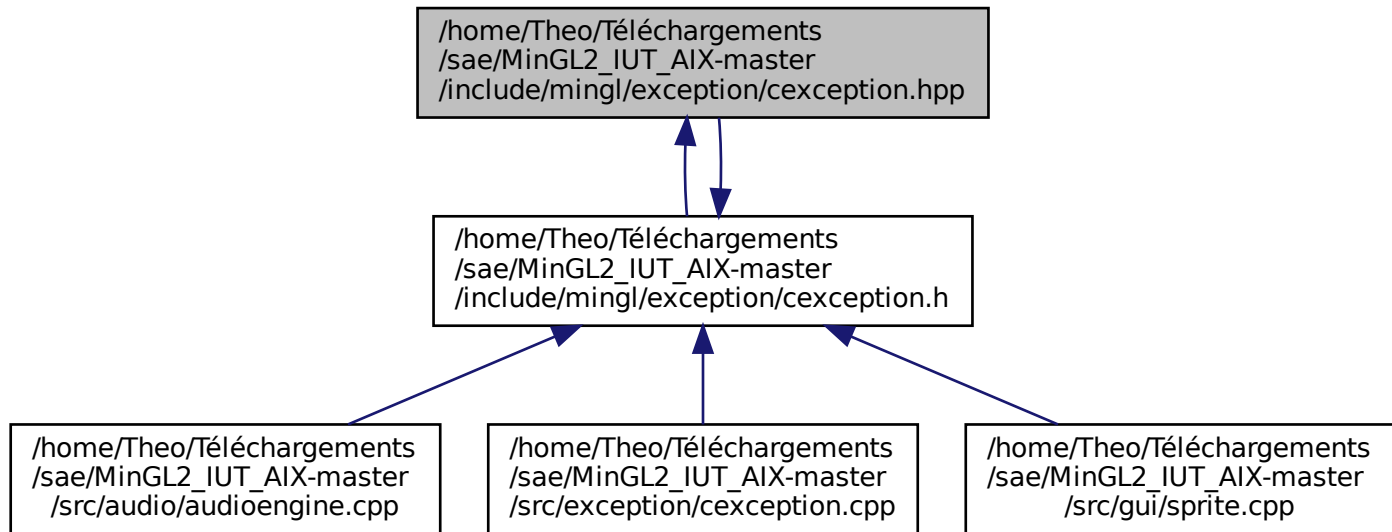 /home/Theo/Téléchargements
/sae/MinGL2_IUT_AIX-master
/include/mingl/exception/cexception.hpp
/home/Theo/Téléchargements
/sae/MinGL2_IUT_AIX-master
/include/mingl/exception/cexception.h
/home/Theo/Téléchargements
/sae/MinGL2_IUT_AIX-master
/src/audio/audioengine.cpp
/home/Theo/Téléchargements
/sae/MinGL2_IUT_AIX-master
/src/exception/cexception.cpp
/home/Theo/Téléchargements
/sae/MinGL2_IUT_AIX-master
/src/gui/sprite.cpp